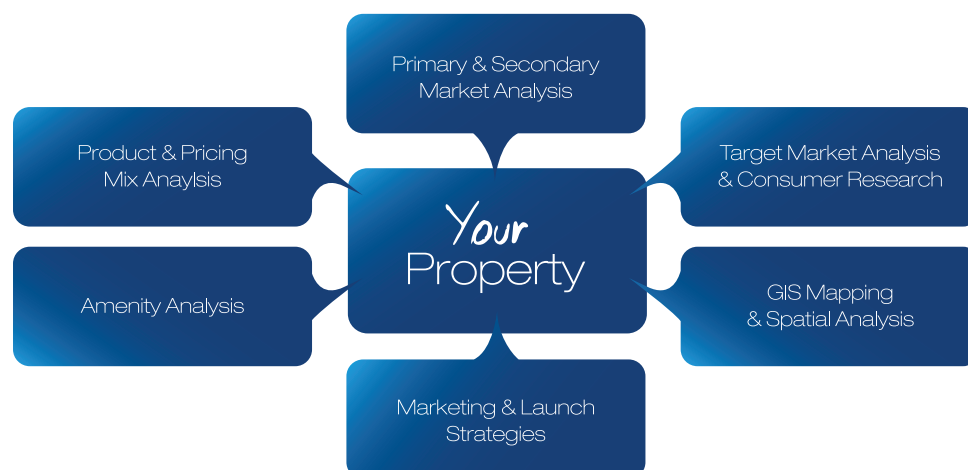 Primary & Secondary
Market Analysis
Product & Pricing
Mix Anaylsis
Target Market Analysis
& Consumer Research
Your
Property
Amenity Analysis
GIS Mapping
& Spatial Analysis
Marketing & Launch
Strategies